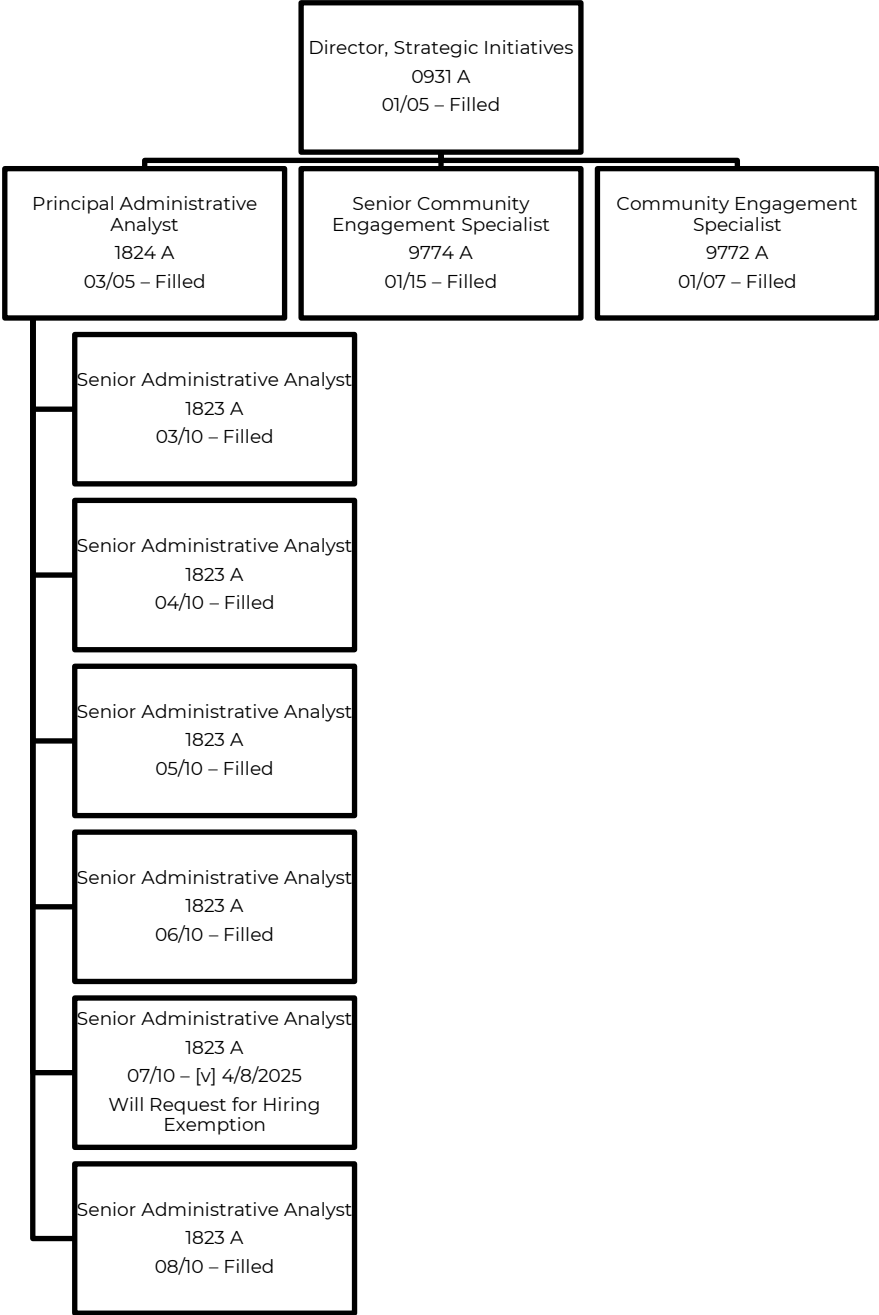 Director, Strategic Initiatives
0931 A
01/05 – Filled
Principal Administrative
Analyst
1824 A
03/05 – Filled
Senior Community
Engagement Specialist
9774 A
01/15 – Filled
Community Engagement
Specialist
9772 A
01/07 – Filled
Senior Administrative Analyst
1823 A
03/10 – Filled
Senior Administrative Analyst
1823 A
04/10 – Filled
Senior Administrative Analyst
1823 A
05/10 – Filled
Senior Administrative Analyst
1823 A
06/10 – Filled
Senior Administrative Analyst
1823 A
07/10 – [v] 4/8/2025
Will Request for Hiring
Exemption
Senior Administrative Analyst
1823 A
08/10 – Filled